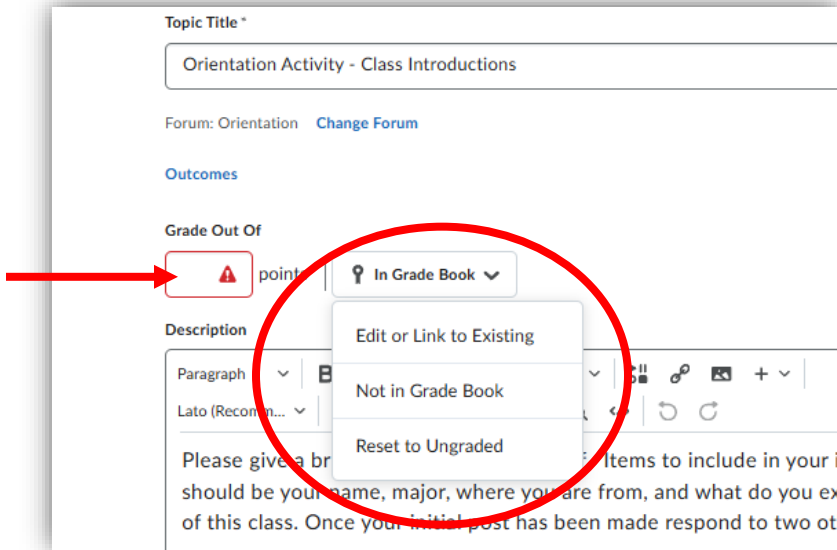 Topic Title *
Orientation Activity - Class Introductions
Forum: Orientation Change Forum
Outcomes
Grade Out Of
points In Grade Book
Description
Edit or Link to Existing
Paragraph B
Not in Grade Book
Lato (Recomm...
Reset to Ungraded
Please give a br Items to include in your i
should be your name, major, where you are from, and what do you ex
of this class. Once your initial post has been made respond to two ot